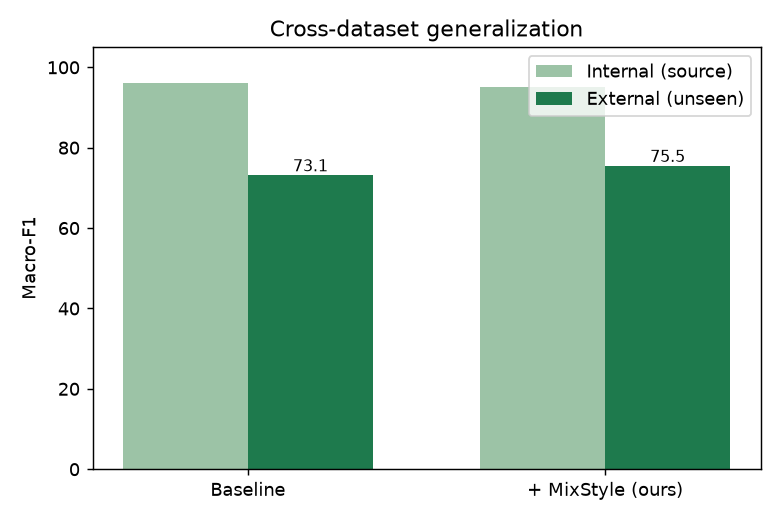 Cross-dataset generalization
Internal (source)
External (unseen)
Macro-F1
100
80
60
40
20
0
73.1
75.5
Baseline
+ MixStyle (ours)